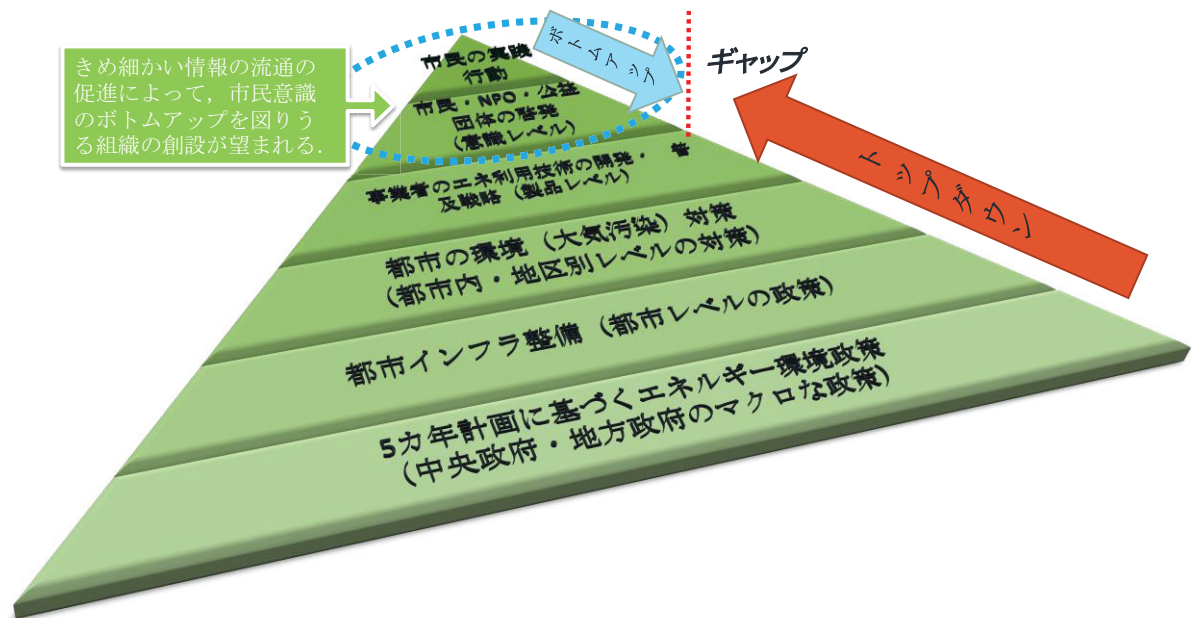 きめ細かい情報の流通の
促進によって，市民意識
のボトムアップを図りう
る組織の創設が望まれる．
ボトムアップ
ギャップ
トップダウン
市民の実践
行動
市民・NPO・公益
団体の啓発
（意識レベル）
事業者のエネ利用技術の開発・
及戦略（製品レベル）
都市の環境（大気汚染）対策
（都市内・地区別レベルの対策）
都市インフラ整備（都市レベルの政策）
5カ年計画に基づくエネルギー環境政策
（中央政府・地方政府のマクロな政策）